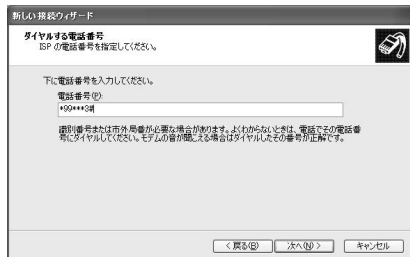 新しい接続ウィザード
ダイヤルする電話番号
ISP の電話番号を指定してください。
下に電話番号を入力してください。
電話番号(P):
*99***3#
識別番号または市外局番が必要な場合があります。よくわからないときは、電話でその電話番
号にダイヤルしてください。モデムの音が聞こえる場合はダイヤルしたその番号が正解です。
< 戻る(B)
次へ(N) >
キャンセル